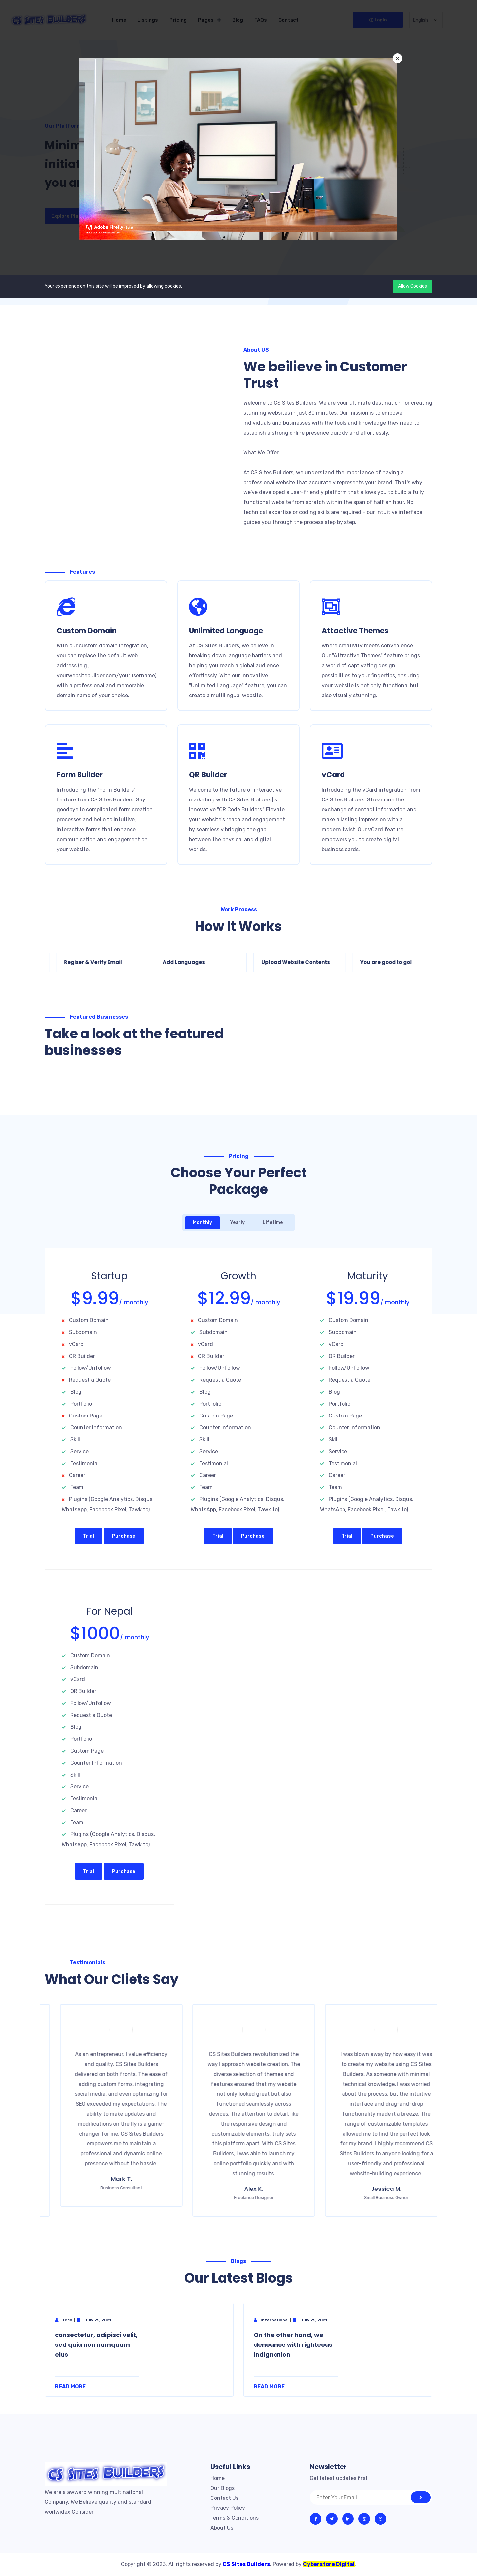 CS SITES BUILDERS
Home
Listings
Pricing
Pages
Blog
FAQs
Contact
Login
English
Our Platform
Minim
initiat
you an
Explore Plan
Adobe Firefly
Your experience on this site will be improved by allowing cookies.
Allow Cookies
About US
We beilieve in Customer
Trust
Welcome to CS Sites Builders! We are your ultimate destination for creating
stunning websites in just 30 minutes. Our mission is to empower
individuals and businesses with the tools and knowledge they need to
establish a strong online presence quickly and effortlessly.
What We Offer:
At CS Sites Builders, we understand the importance of having a
professional website that accurately represents your brand. That's why
we've developed a user-friendly platform that allows you to build a fully
functional website from scratch within the span of half an hour. No
technical expertise or coding skills are required - our intuitive interface
guides you through the process step by step.
Features
Custom Domain
With our custom domain integration,
you can replace the default web
address (e.g.,
yourwebsitebuilder.com/yourusername)
with a professional and memorable
domain name of your choice.
Unlimited Language
At CS Sites Builders, we believe in
breaking down language barriers and
helping you reach a global audience
effortlessly. With our innovative
"Unlimited Language" feature, you can
create a multilingual website.
Attactive Themes
where creativity meets convenience.
Our "Attractive Themes" feature brings
a world of captivating design
possibilities to your fingertips, ensuring
your website is not only functional but
also visually stunning.
Form Builder
Introducing the "Form Builders"
feature from CS Sites Builders. Say
goodbye to complicated form creation
processes and hello to intuitive,
interactive forms that enhance
communication and engagement on
your website.
QR Builder
Welcome to the future of interactive
marketing with CS Sites Builders]'s
innovative "QR Code Builders." Elevate
your website's reach and engagement
by seamlessly bridging the gap
between the physical and digital
worlds.
vCard
Introducing the vCard integration from
CS Sites Builders. Streamline the
exchange of contact information and
make a lasting impression with a
modern twist. Our vCard feature
empowers you to create digital
business cards.
Work Process
How It Works
Regiser & Verify Email
Add Languages
Upload Website Contents
You are good to go!
Featured Businesses
Take a look at the featured
businesses
Pricing
Choose Your Perfect
Package
Monthly
Yearly
Lifetime
Startup
$9.99/ monthly
Custom Domain
Subdomain
vCard
QR Builder
Follow/Unfollow
Request a Quote
Blog
Portfolio
Custom Page
Counter Information
Skill
Service
Testimonial
Career
Team
Plugins (Google Analytics, Disqus,
WhatsApp, Facebook Pixel, Tawk.to)
Trial
Purchase
Growth
$12.99/ monthly
Custom Domain
Subdomain
vCard
QR Builder
Follow/Unfollow
Request a Quote
Blog
Portfolio
Custom Page
Counter Information
Skill
Service
Testimonial
Career
Team
Plugins (Google Analytics, Disqus,
WhatsApp, Facebook Pixel, Tawk.to)
Trial
Purchase
Maturity
$19.99/ monthly
Custom Domain
Subdomain
vCard
QR Builder
Follow/Unfollow
Request a Quote
Blog
Portfolio
Custom Page
Counter Information
Skill
Service
Testimonial
Career
Team
Plugins (Google Analytics, Disqus,
WhatsApp, Facebook Pixel, Tawk.to)
Trial
Purchase
For Nepal
$1000/ monthly
Custom Domain
Subdomain
vCard
QR Builder
Follow/Unfollow
Request a Quote
Blog
Portfolio
Custom Page
Counter Information
Skill
Service
Testimonial
Career
Team
Plugins (Google Analytics, Disqus,
WhatsApp, Facebook Pixel, Tawk.to)
Trial
Purchase
Testimonials
What Our Cliets Say
As an entrepreneur, I value efficiency
and quality. CS Sites Builders
delivered on both fronts. The ease of
adding custom forms, integrating
social media, and even optimizing for
SEO exceeded my expectations. The
ability to make updates and
modifications on the fly is a game-
changer for me. CS Sites Builders
empowers me to maintain a
professional and dynamic online
presence without the hassle.
Mark T.
Business Consultant
CS Sites Builders revolutionized the
way I approach website creation. The
diverse selection of themes and
features ensured that my website
not only looked great but also
functioned seamlessly across
devices. The attention to detail, like
the responsive design and
customizable elements, truly sets
this platform apart. With CS Sites
Builders, I was able to launch my
online portfolio quickly and with
stunning results.
Alex K.
Freelance Designer
I was blown away by how easy it was
to create my website using CS Sites
Builders. As someone with minimal
technical knowledge, I was worried
about the process, but the intuitive
interface and drag-and-drop
functionality made it a breeze. The
range of customizable templates
allowed me to find the perfect look
for my brand. I highly recommend CS
Sites Builders to anyone looking for a
user-friendly and professional
website-building experience.
Jessica M.
Small Business Owner
Blogs
Our Latest Blogs
Tech | July 25, 2021
consectetur, adipisci velit,
sed quia non numquam
eius
READ MORE
International | July 25, 2021
On the other hand, we
denounce with righteous
indignation
READ MORE
CS SITES BUILDERS
We are a awward winning multinaitonal
Company. We Believe quality and standard
worlwidex Consider.
Useful Links
Home
Our Blogs
Contact Us
Privacy Policy
Terms & Conditions
About Us
Newsletter
Get latest updates first
Enter Your Email
Copyright © 2023. All rights reserved by CS Sites Builders. Powered by Cyberstore Digital.